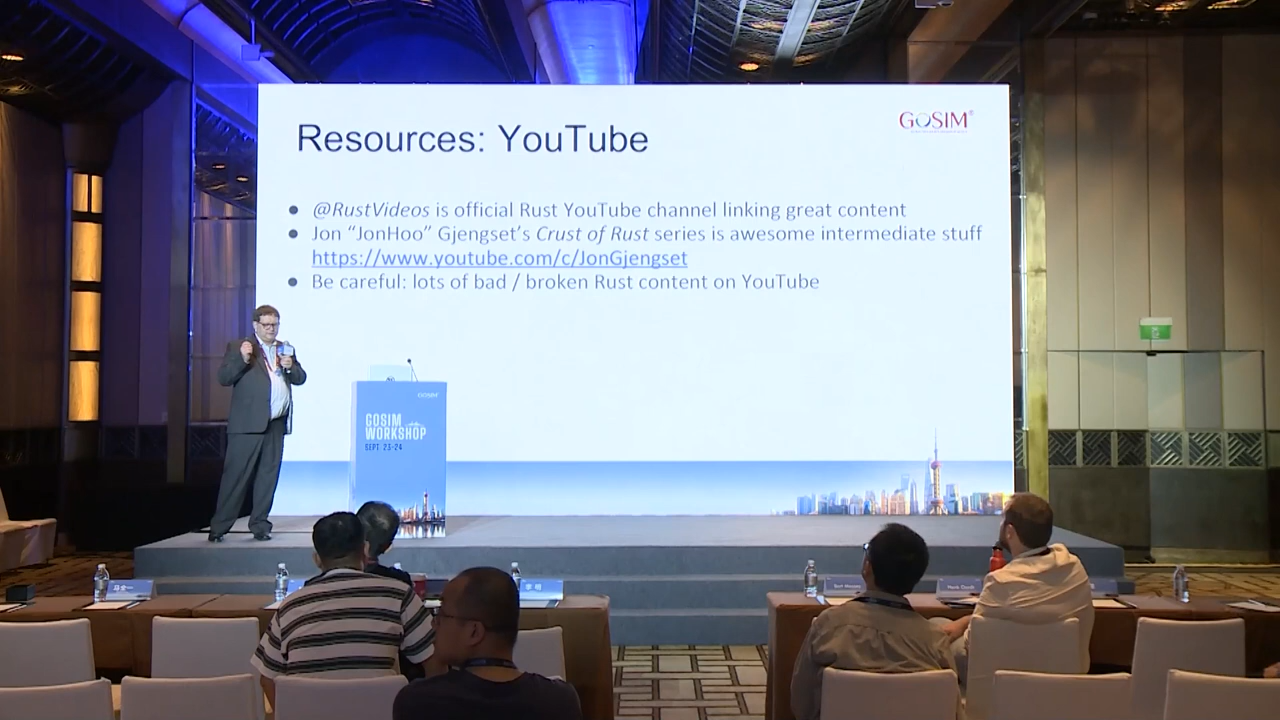 GOSIM
Resources: YouTube
● @RustVideos is official Rust YouTube channel linking great content
● Jon “JonHoo” Gjengset’s Crust of Rust series is awesome intermediate stuff
https://www.youtube.com/c/JonGjengset
● Be careful: lots of bad / broken Rust content on YouTube
GOSIM
GOSIM
WORKSHOP
SEPT 23-24